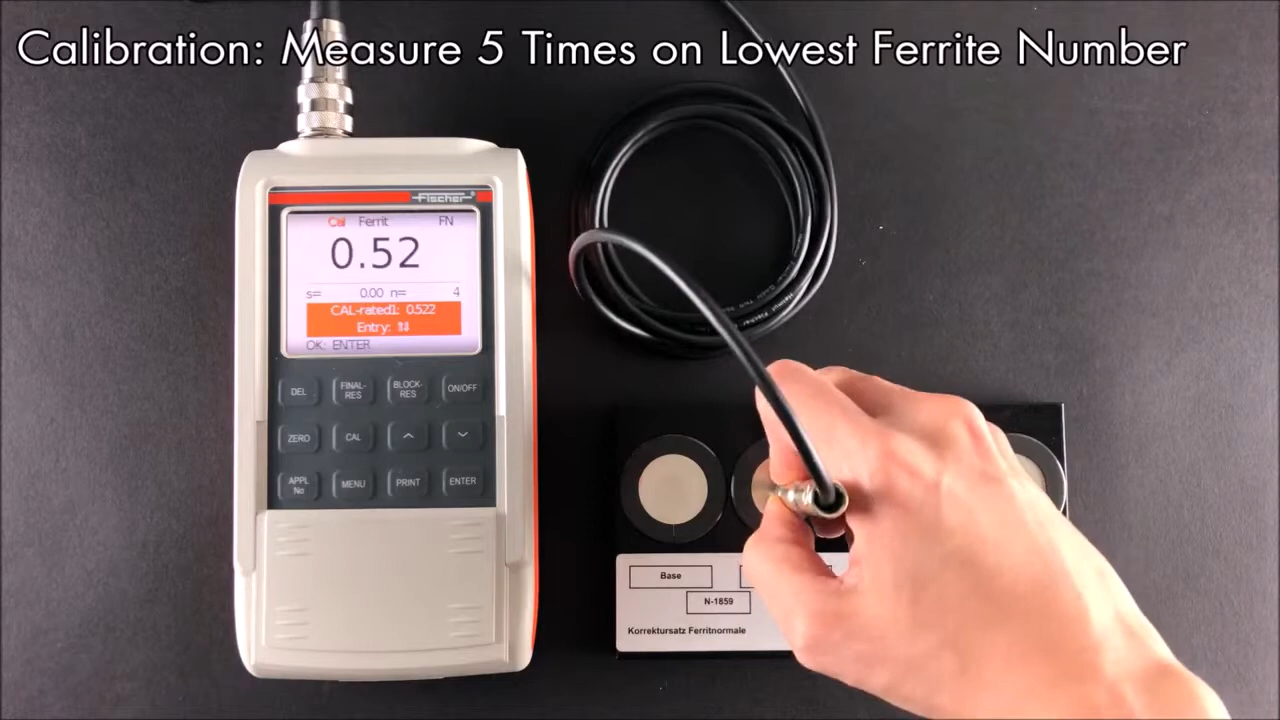 Calibration: Measure 5 Times on Lowest Ferrite Number
Fischer®
Cal Ferrit FN
0.52
s= 0.00 n= 4
CAL-rated1: 0.522
Entry: ⇅
OK: ENTER
DEL FINAL-RES BLOCK-RES ON/OFF
ZERO CAL
APPL No MENU PRINT ENTER
Base
N-1859
Korrektursatz Ferritnormale